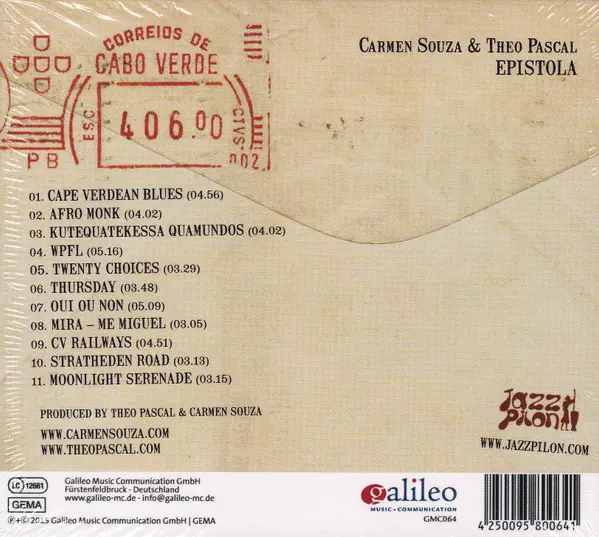 CORREIOS DE
CABO VERDE
ESC
406.00
CTVS
002
PB
CARMEN SOUZA & THEO PASCAL
EPISTOLA
01. CAPE VERDEAN BLUES (04.56)
02. AFRO MONK (04.02)
03. KUTEQUATEKESSA QUAMUNDOS (04.02)
04. WPFL (05.16)
05. TWENTY CHOICES (03.29)
06. THURSDAY (03.48)
07. OUI OU NON (05.09)
08. MIRA – ME MIGUEL (3.05)
09. CV RAILWAYS (04.51)
10. STRATHEDEN ROAD (03.13)
11. MOONLIGHT SERENADE (03.15)
PRODUCED BY THEO PASCAL & CARMEN SOUZA
WWW.CARMENSOUZA.COM
WWW.THEOPASCAL.COM
Jazz
Pilon
WWW.JAZZPILON.COM
LC 12661
GEMA
Galileo Music Communication GmbH
Fürstenfeldbruck - Deutschland
www.galileo-mc.de - info@galileo-mc.de
℗+© 2015 Galileo Music Communication GmbH | GEMA
galileo
MUSIC • COMMUNICATION
GMC064
4 250095 800641